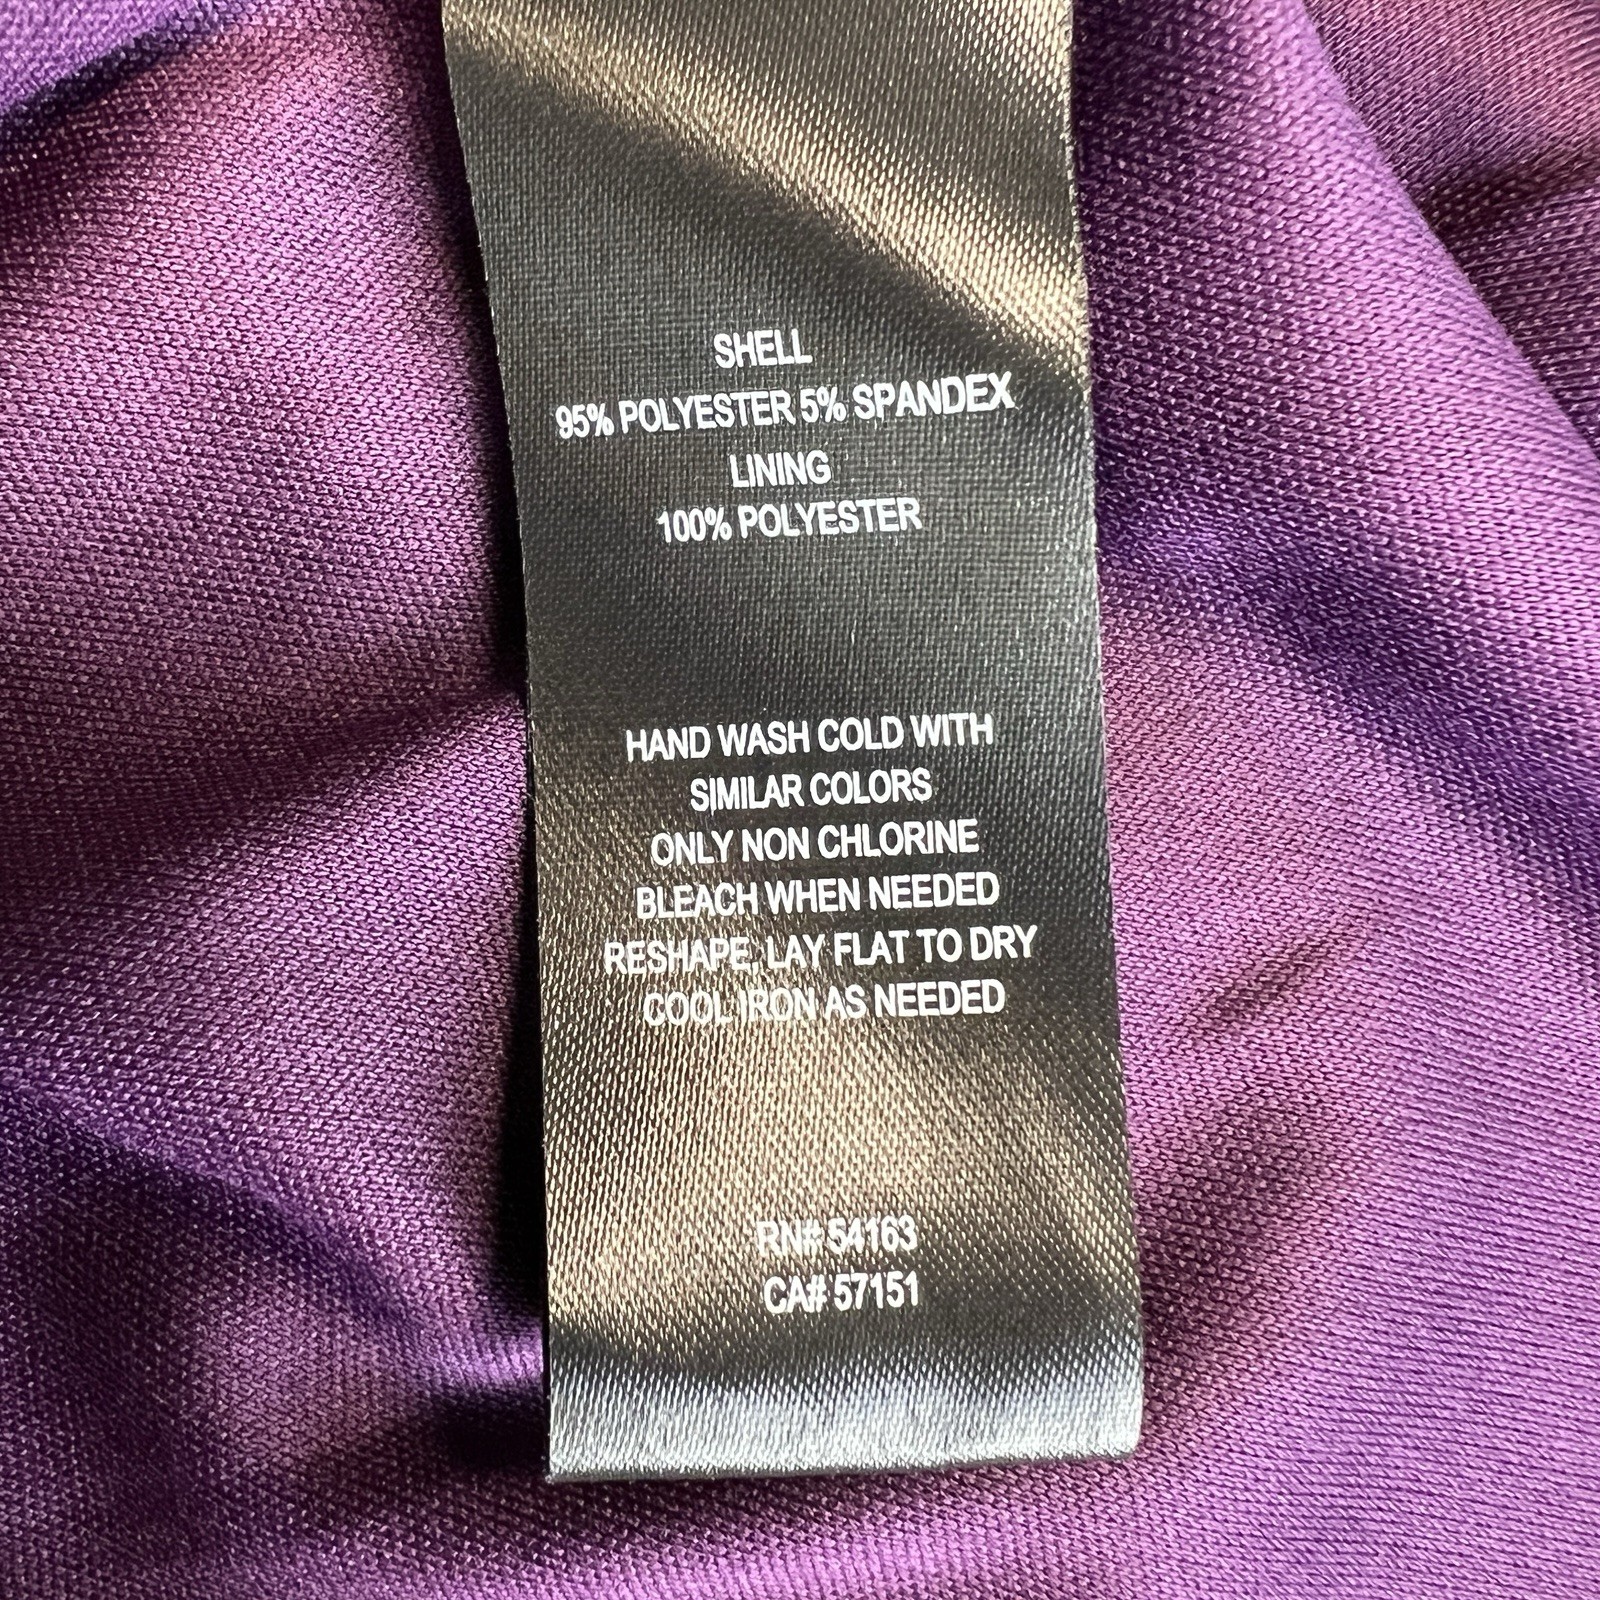 SHELL
95% POLYESTER 5% SPANDEX
LINING
100% POLYESTER
HAND WASH COLD WITH
SIMILAR COLORS
ONLY NON CHLORINE
BLEACH WHEN NEEDED
RESHAPE, LAY FLAT TO DRY
COOL IRON AS NEEDED
RN# 54163
CA# 57151